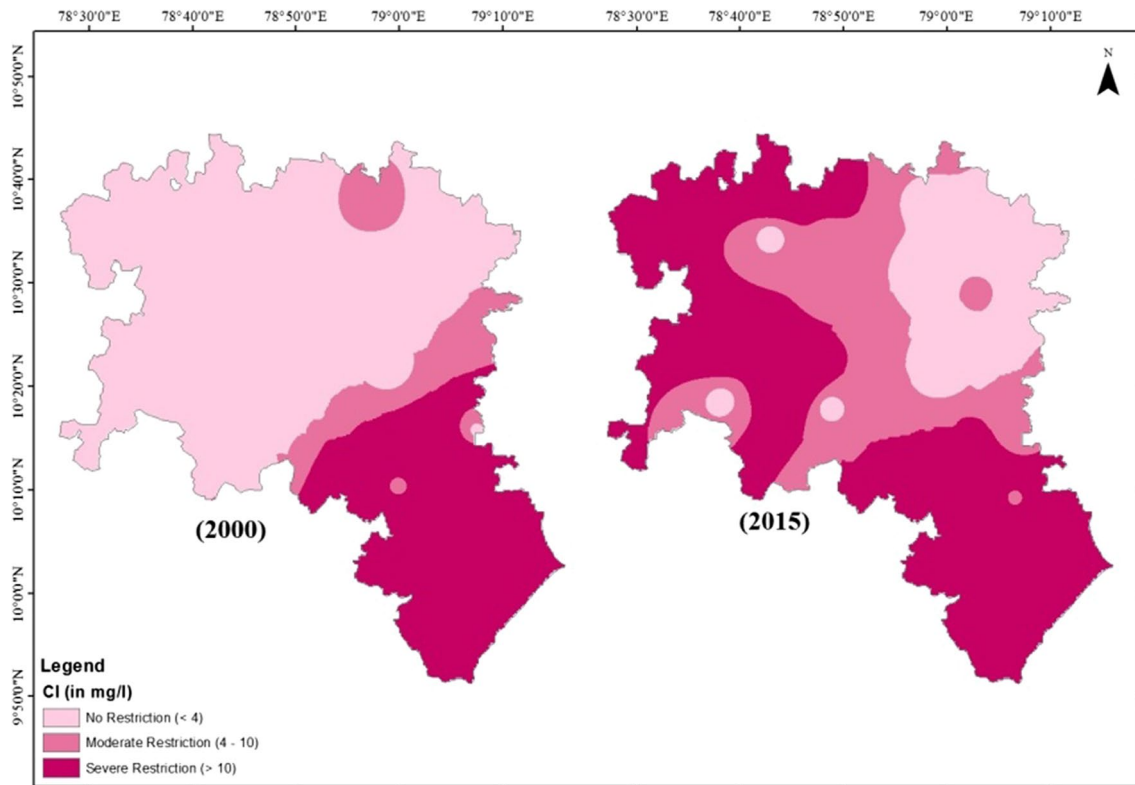 78°30'0"E 78°40'0"E 78°50'0"E 79°0'0"E 79°10'0"E 78°30'0"E 78°40'0"E 78°50'0"E 79°0'0"E 79°10'0"E
N
10°50'0"N
10°40'0"N
10°30'0"N
10°20'0"N
10°10'0"N
10°0'0"N
9°50'0"N
(2000)
(2015)
Legend
Cl (in mg/l)
No Restriction (< 4)
Moderate Restriction (4 - 10)
Severe Restriction (> 10)